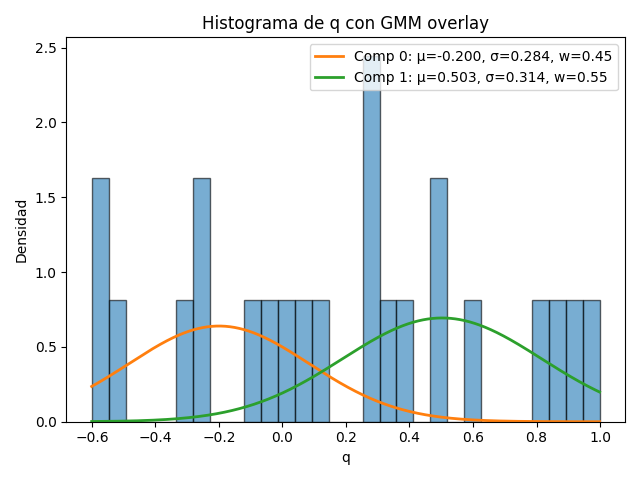 Histograma de q con GMM overlay
Comp 0: μ=-0.200, σ=0.284, w=0.45
Comp 1: μ=0.503, σ=0.314, w=0.55
2.5
2.0
1.5
1.0
0.5
0.0
Densidad
−0.6 −0.4 −0.2 0.0 0.2 0.4 0.6 0.8 1.0
q